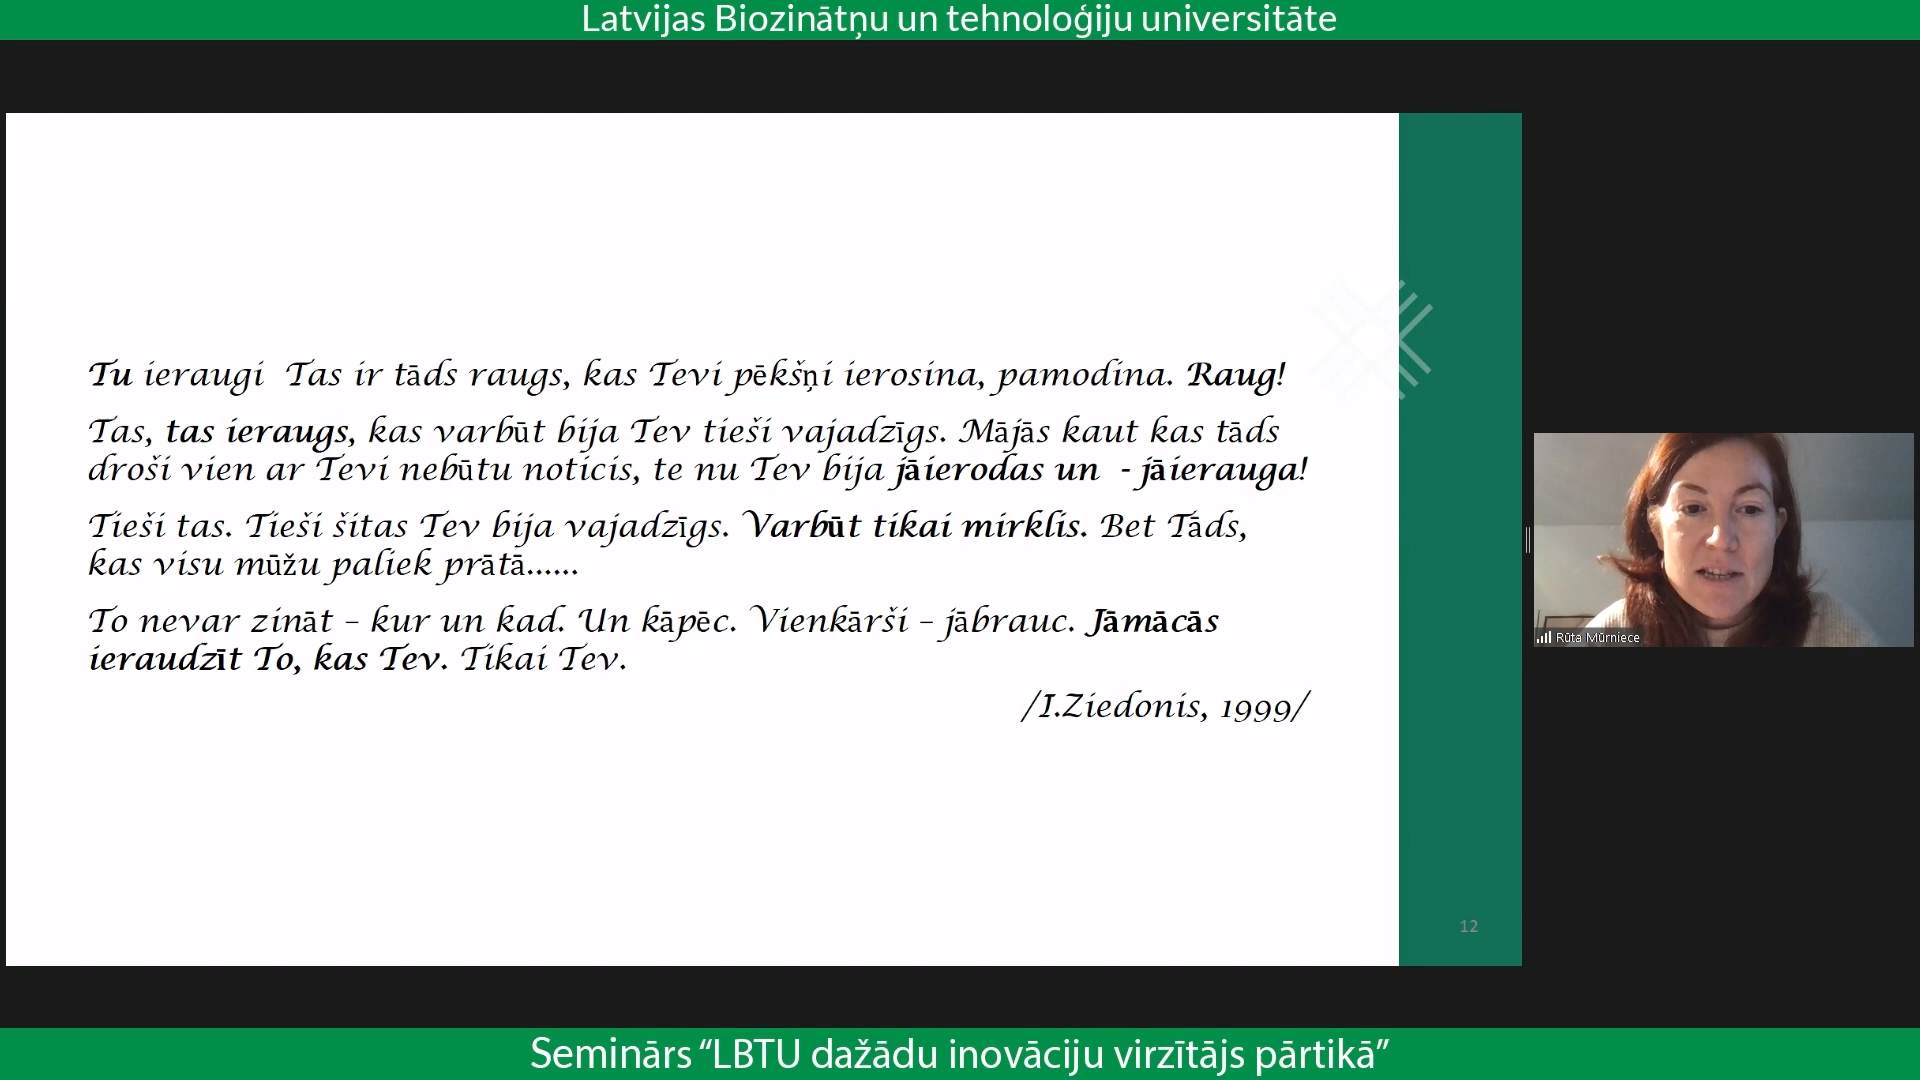 Latvijas Biozinātņu un tehnoloģiju universitāte
Tu ieraugi  Tas ir tāds raugs, kas Tevi pēkšņi ierosina, pamodina. Raug!
Tas, tas ieraugs, kas varbūt bija Tev tieši vajadzīgs. Mājās kaut kas tāds
droši vien ar Tevi nebūtu noticis, te nu Tev bija jāierodas un  - jāierauga!
Tieši tas. Tieši šitas Tev bija vajadzīgs. Varbūt tikai mirklis. Bet Tāds,
kas visu mūžu paliek prātā......
To nevar zināt – kur un kad. Un kāpēc. Vienkārši – jābrauc. Jāmācās
ieraudzīt To, kas Tev. Tikai Tev.
/I.Ziedonis, 1999/
12
Rūta Mūrniece
Seminārs “LBTU dažādu inovāciju virzītājs pārtikā”